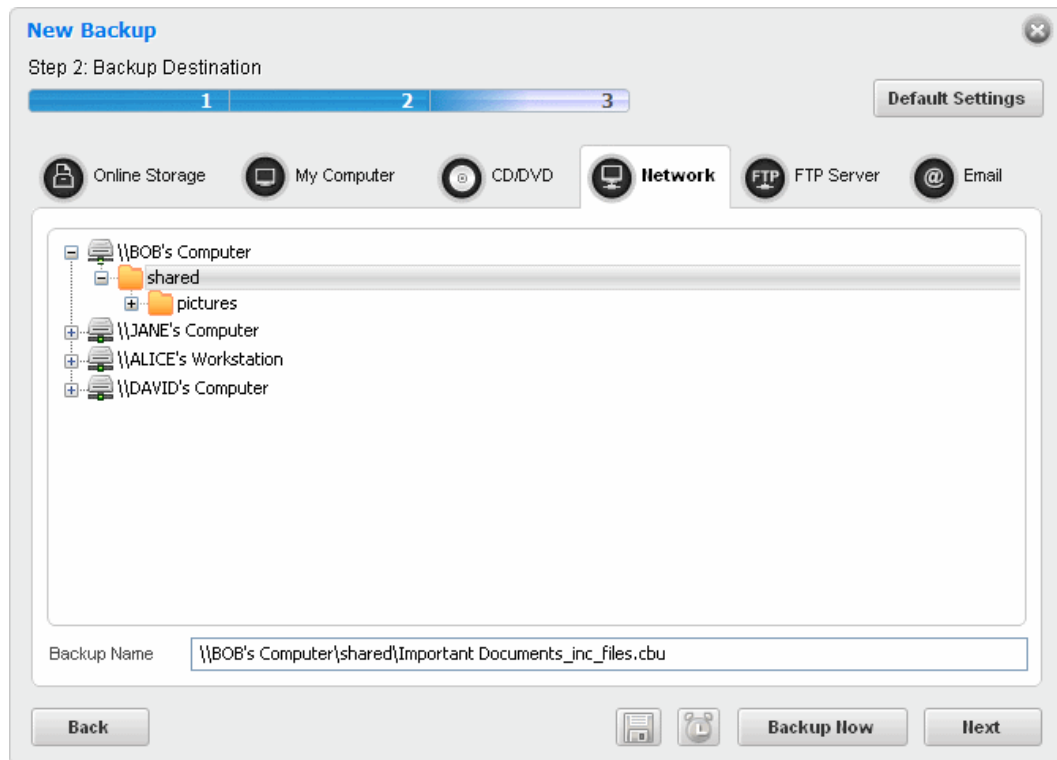 New Backup
Step 2: Backup Destination
1 2 3
Default Settings
Online Storage My Computer CD/DVD Network FTP FTP Server @ Email
\\BOB's Computer
shared
pictures
\\JANE's Computer
\\ALICE's Workstation
\\DAVID's Computer
Backup Name \\BOB's Computer\shared\Important Documents_inc_files.cbu
Back Backup Now Next